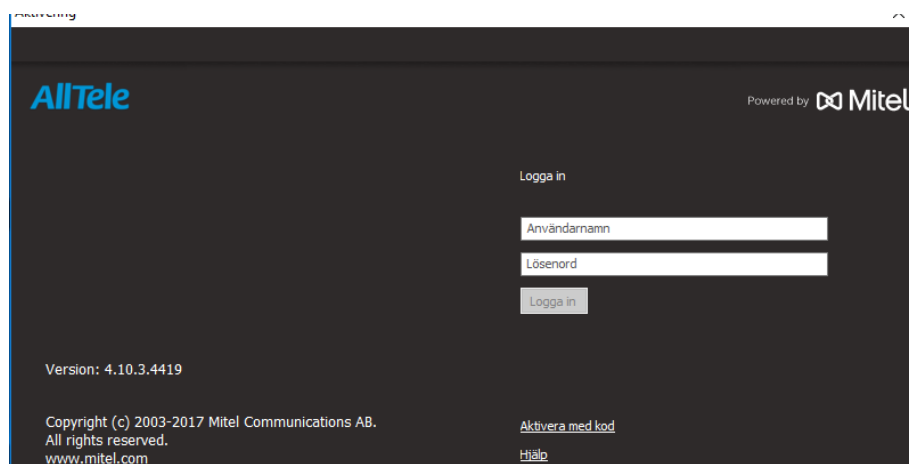 Aktivering
AllTele
Powered by Mitel
Logga in
Användarnamn
Lösenord
Logga in
Version: 4.10.3.4419
Copyright (c) 2003-2017 Mitel Communications AB.
All rights reserved.
www.mitel.com
Aktivera med kod
Hjälp